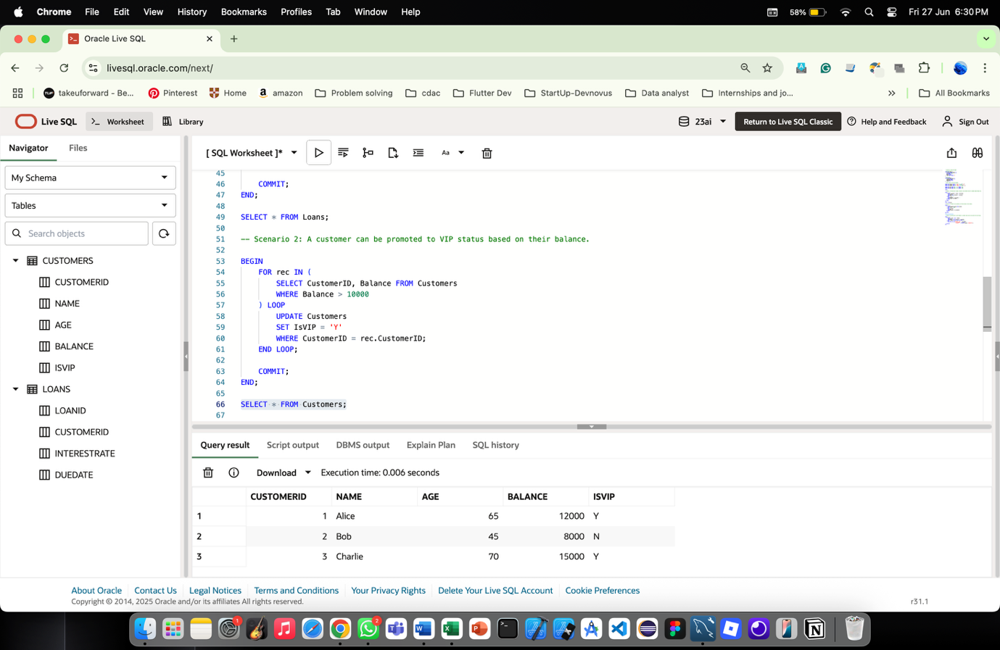 Chrome File Edit View History Bookmarks Profiles Tab Window Help 58% Fri 27 Jun 6:30 PM
Oracle Live SQL
livesql.oracle.com/next/
takeuforward - Be... Pinterest Home amazon Problem solving cdac Flutter Dev StartUp-Devnovus Data analyst Internships and jo... All Bookmarks
Live SQL Worksheet Library 23ai Return to Live SQL Classic Help and Feedback Sign Out
Navigator Files
My Schema
Tables
Search objects
CUSTOMERS
CUSTOMERID
NAME
AGE
BALANCE
ISVIP
LOANS
LOANID
CUSTOMERID
INTERESTRATE
DUEDATE
[ SQL Worksheet ]* Aa
45
46 COMMIT;
47 END;
48
49 SELECT * FROM Loans;
50
51 -- Scenario 2: A customer can be promoted to VIP status based on their balance.
52
53 BEGIN
54 FOR rec IN (
55 SELECT CustomerID, Balance FROM Customers
56 WHERE Balance > 10000
57 ) LOOP
58 UPDATE Customers
59 SET IsVIP = 'Y'
60 WHERE CustomerID = rec.CustomerID;
61 END LOOP;
62
63 COMMIT;
64 END;
65
66 SELECT * FROM Customers;
67
Query result Script output DBMS output Explain Plan SQL history
Download Execution time: 0.006 seconds
CUSTOMERID NAME AGE BALANCE ISVIP
1 1 Alice 65 12000 Y
2 2 Bob 45 8000 N
3 3 Charlie 70 15000 Y
About Oracle Contact Us Legal Notices Terms and Conditions Your Privacy Rights Delete Your Live SQL Account Cookie Preferences
Copyright © 2014, 2025 Oracle and/or its affiliates All rights reserved. r31.1
1 2